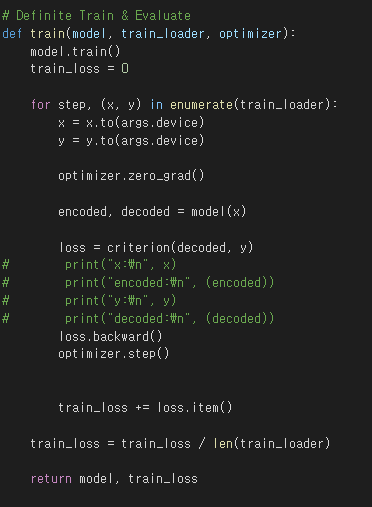 # Definite Train & Evaluate
def train(model, train_loader, optimizer):
    model.train()
    train_loss = 0

    for step, (x, y) in enumerate(train_loader):
        x = x.to(args.device)
        y = y.to(args.device)

        optimizer.zero_grad()

        encoded, decoded = model(x)

        loss = criterion(decoded, y)
#         print("x:₩n", x)
#         print("encoded:₩n", (encoded))
#         print("y:₩n", y)
#         print("decoded:₩n", (decoded))
        loss.backward()
        optimizer.step()


        train_loss += loss.item()

    train_loss = train_loss / len(train_loader)

    return model, train_loss